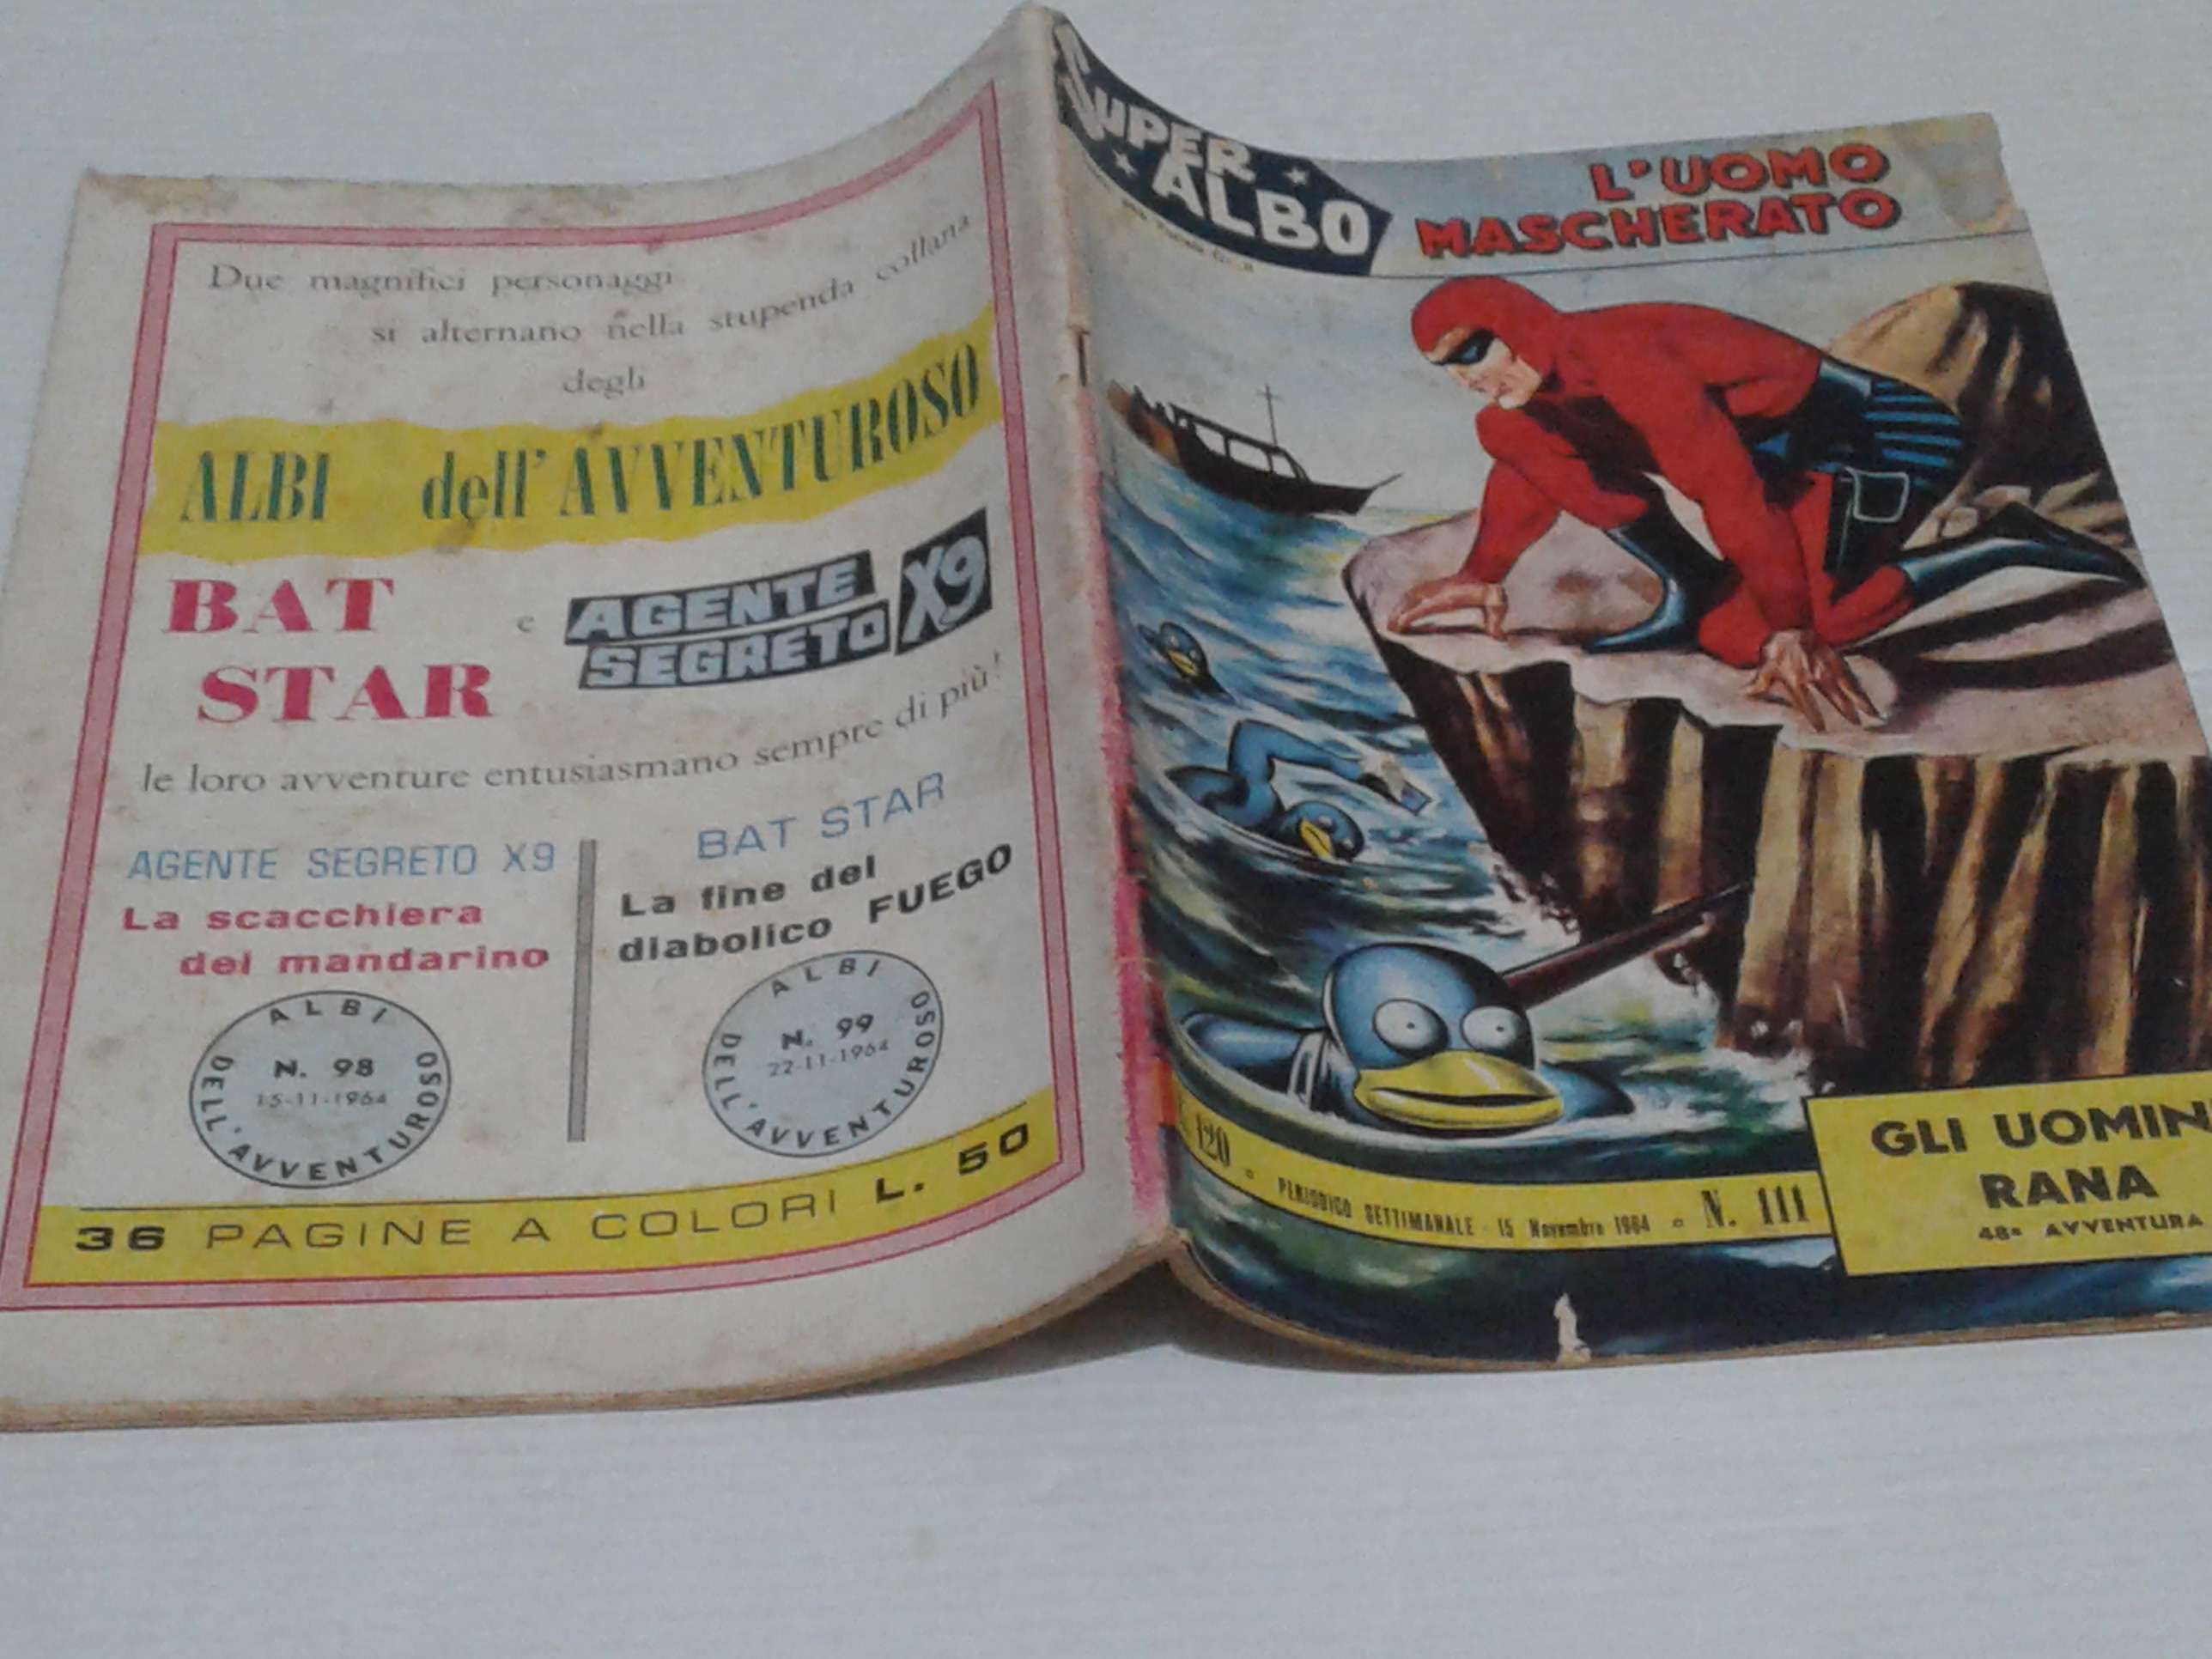 Due magnifici personaggi
si alternano nella stupenda collana
degli
ALBI dell'AVVENTUROSO
BAT STAR
e
AGENTE SEGRETO X9
le loro avventure entusiasmano sempre di più!
AGENTE SEGRETO X9
La scacchiera
del mandarino
ALBI DELL'AVVENTUROSO
N. 98
15-11-1964
BAT STAR
La fine del
diabolico FUEGO
ALBI DELL'AVVENTUROSO
N. 99
22-11-1964
36 PAGINE A COLORI L. 50
SUPER ALBO
L'UOMO
MASCHERATO
120 - PERIODICO SETTIMANALE - 15 Novembre 1964 - N. 111
GLI UOMIN
RANA
48ª AVVENTURA